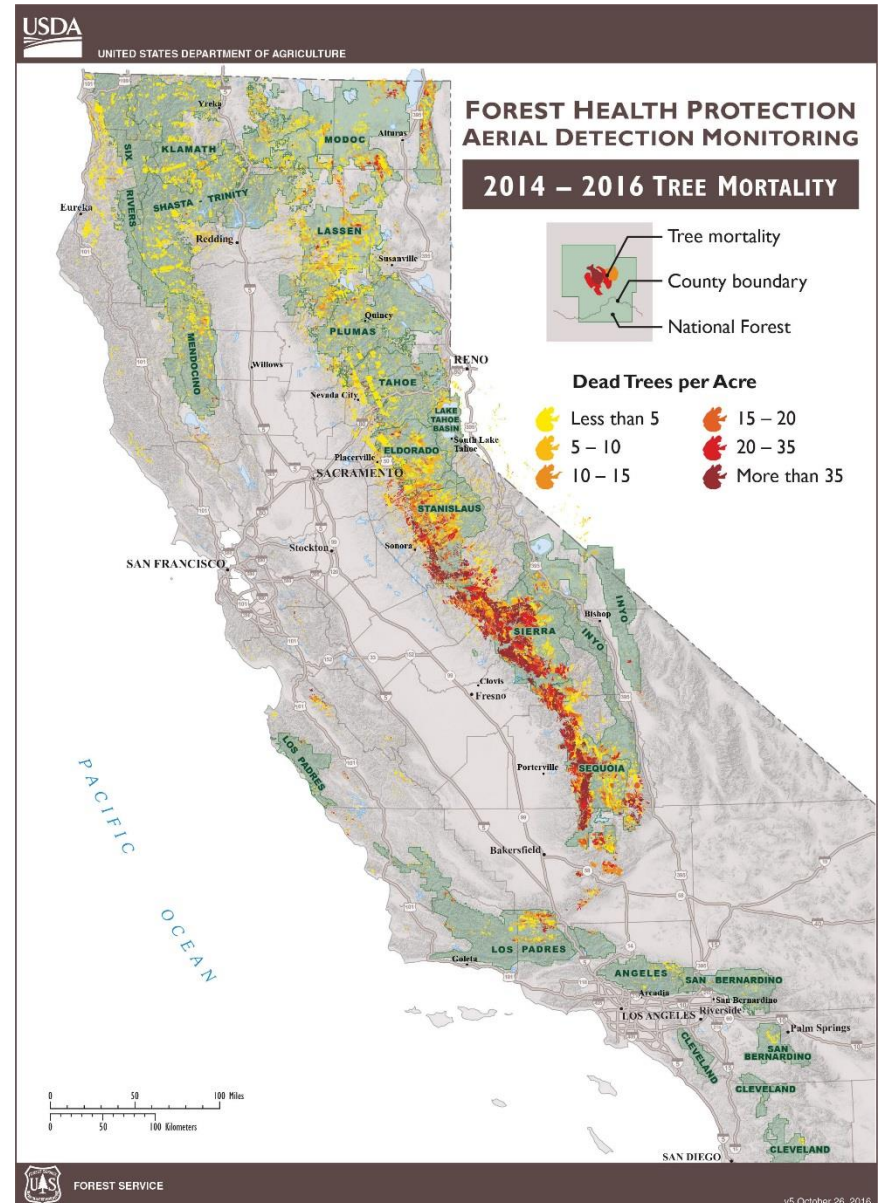 USDA
UNITED STATES DEPARTMENT OF AGRICULTURE
FOREST HEALTH PROTECTION
AERIAL DETECTION MONITORING
2014 – 2016 TREE MORTALITY
Tree mortality
County boundary
National Forest
Dead Trees per Acre
Less than 5
5 – 10
10 – 15
15 – 20
20 – 35
More than 35
Yreka
KLAMATH
MODOC
Alturas
SIX
RIVERS
SHASTA - TRINITY
Eureka
Redding
LASSEN
Susanville
Quincy
PLUMAS
MENDOCINO
Willows
RENO
TAHOE
Nevada City
LAKE
TAHOE
BASIN
South Lake
Tahoe
Placerville
ELDORADO
SACRAMENTO
STANISLAUS
Stockton
Sonora
SAN FRANCISCO
SIERRA
Bishop
INYO
INYO
Clovis
Fresno
LOS PADRES
Porterville
SEQUOIA
Bakersfield
PACIFIC
OCEAN
LOS PADRES
Goleta
ANGELES
SAN BERNARDINO
Arcadia
San Bernardino
LOS ANGELES
Riverside
Palm Springs
SAN
BERNARDINO
CLEVELAND
CLEVELAND
CLEVELAND
SAN DIEGO
0 50 100 Miles
0 50 100 Kilometers
FOREST SERVICE
v5 October 26, 2016